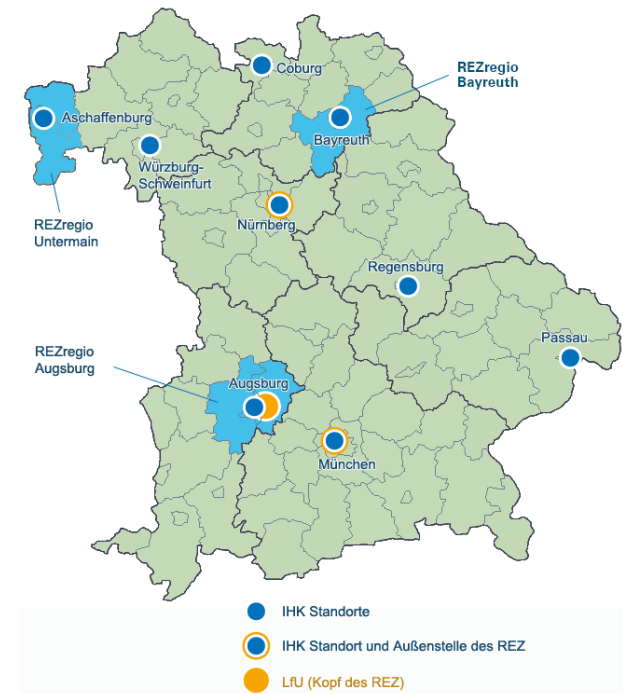 Coburg
REZregio
Bayreuth
Aschaffenburg
Bayreuth
Würzburg-
Schweinfurt
REZregio
Untermain
Nürnberg
Regensburg
Passau
REZregio
Augsburg
Augsburg
München
IHK Standorte
IHK Standort und Außenstelle des REZ
LfU (Kopf des REZ)